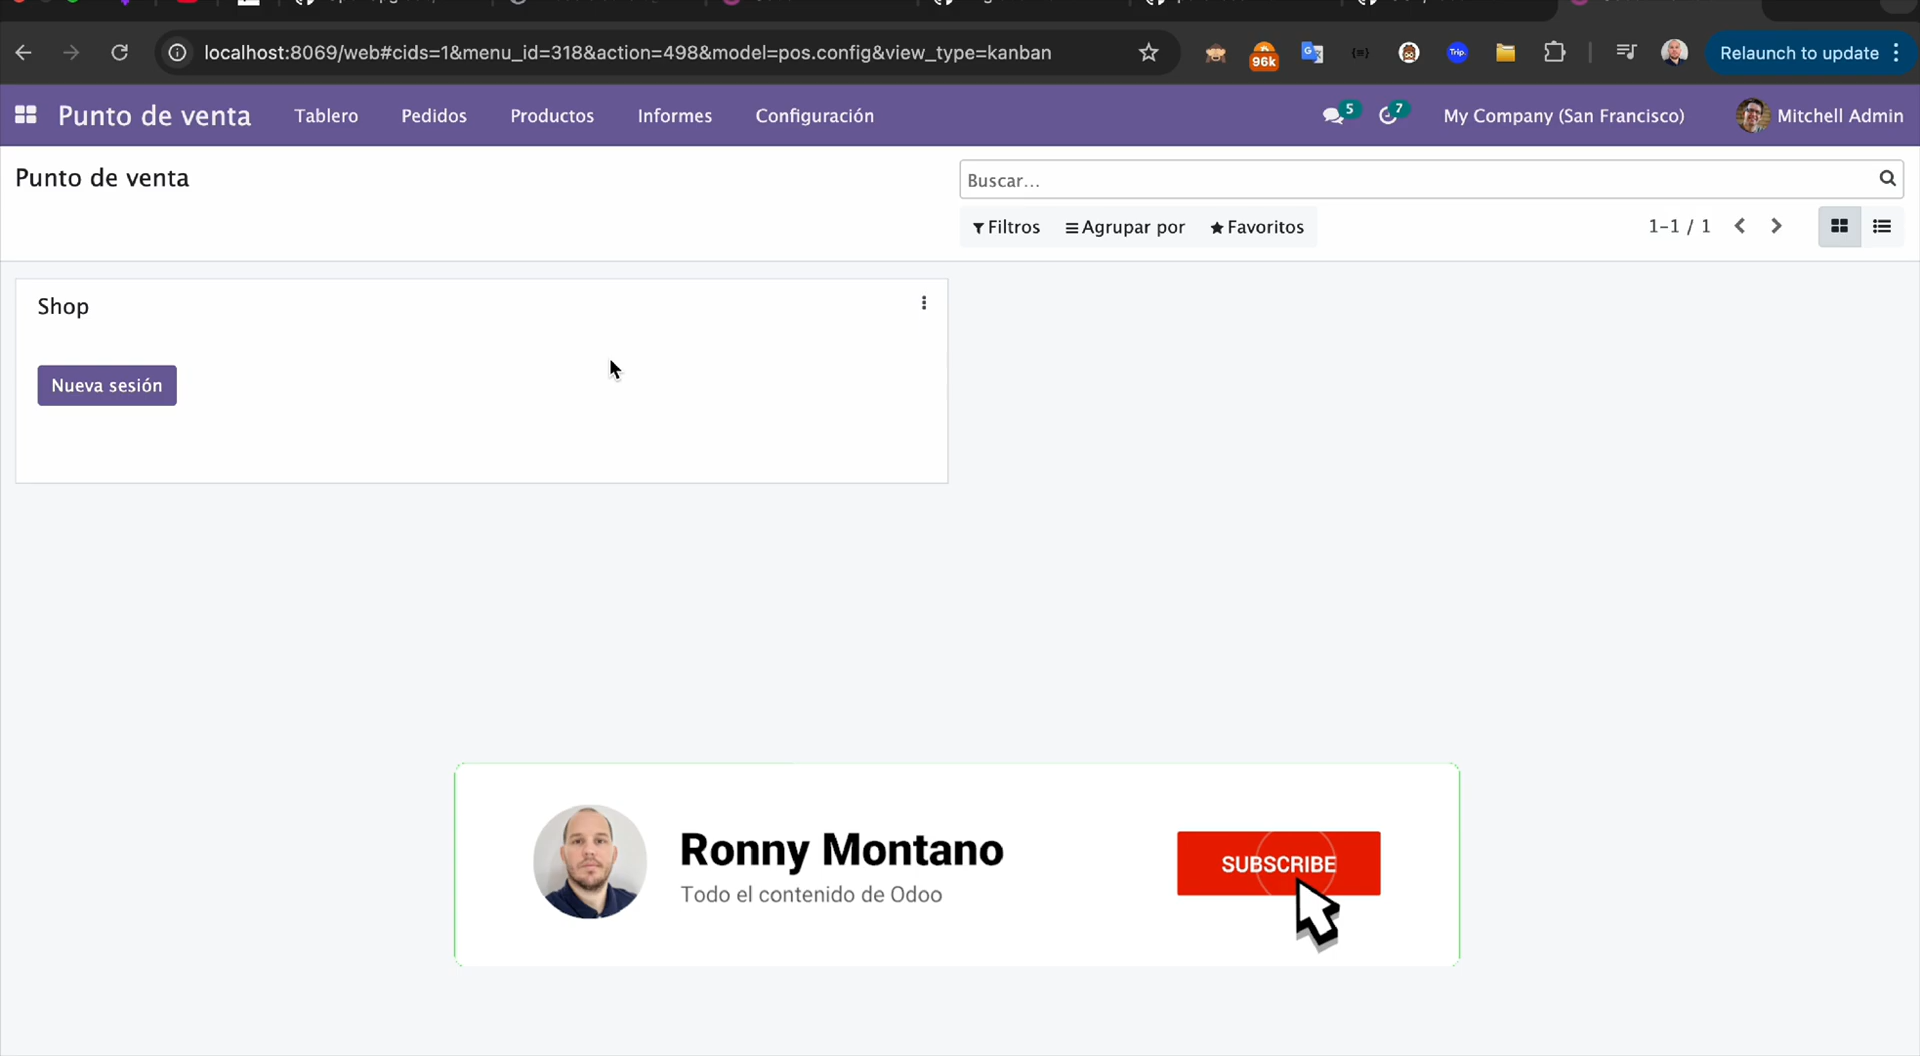 localhost:8069/web#cids=1&menu_id=318&action=498&model=pos.config&view_type=kanban
96k
Trip.
Relaunch to update
Punto de venta
Tablero
Pedidos
Productos
Informes
Configuración
5
7
My Company (San Francisco)
Mitchell Admin
Punto de venta
Buscar...
Filtros
Agrupar por
Favoritos
1-1 / 1
Shop
Nueva sesión
Ronny Montano
Todo el contenido de Odoo
SUBSCRIBE